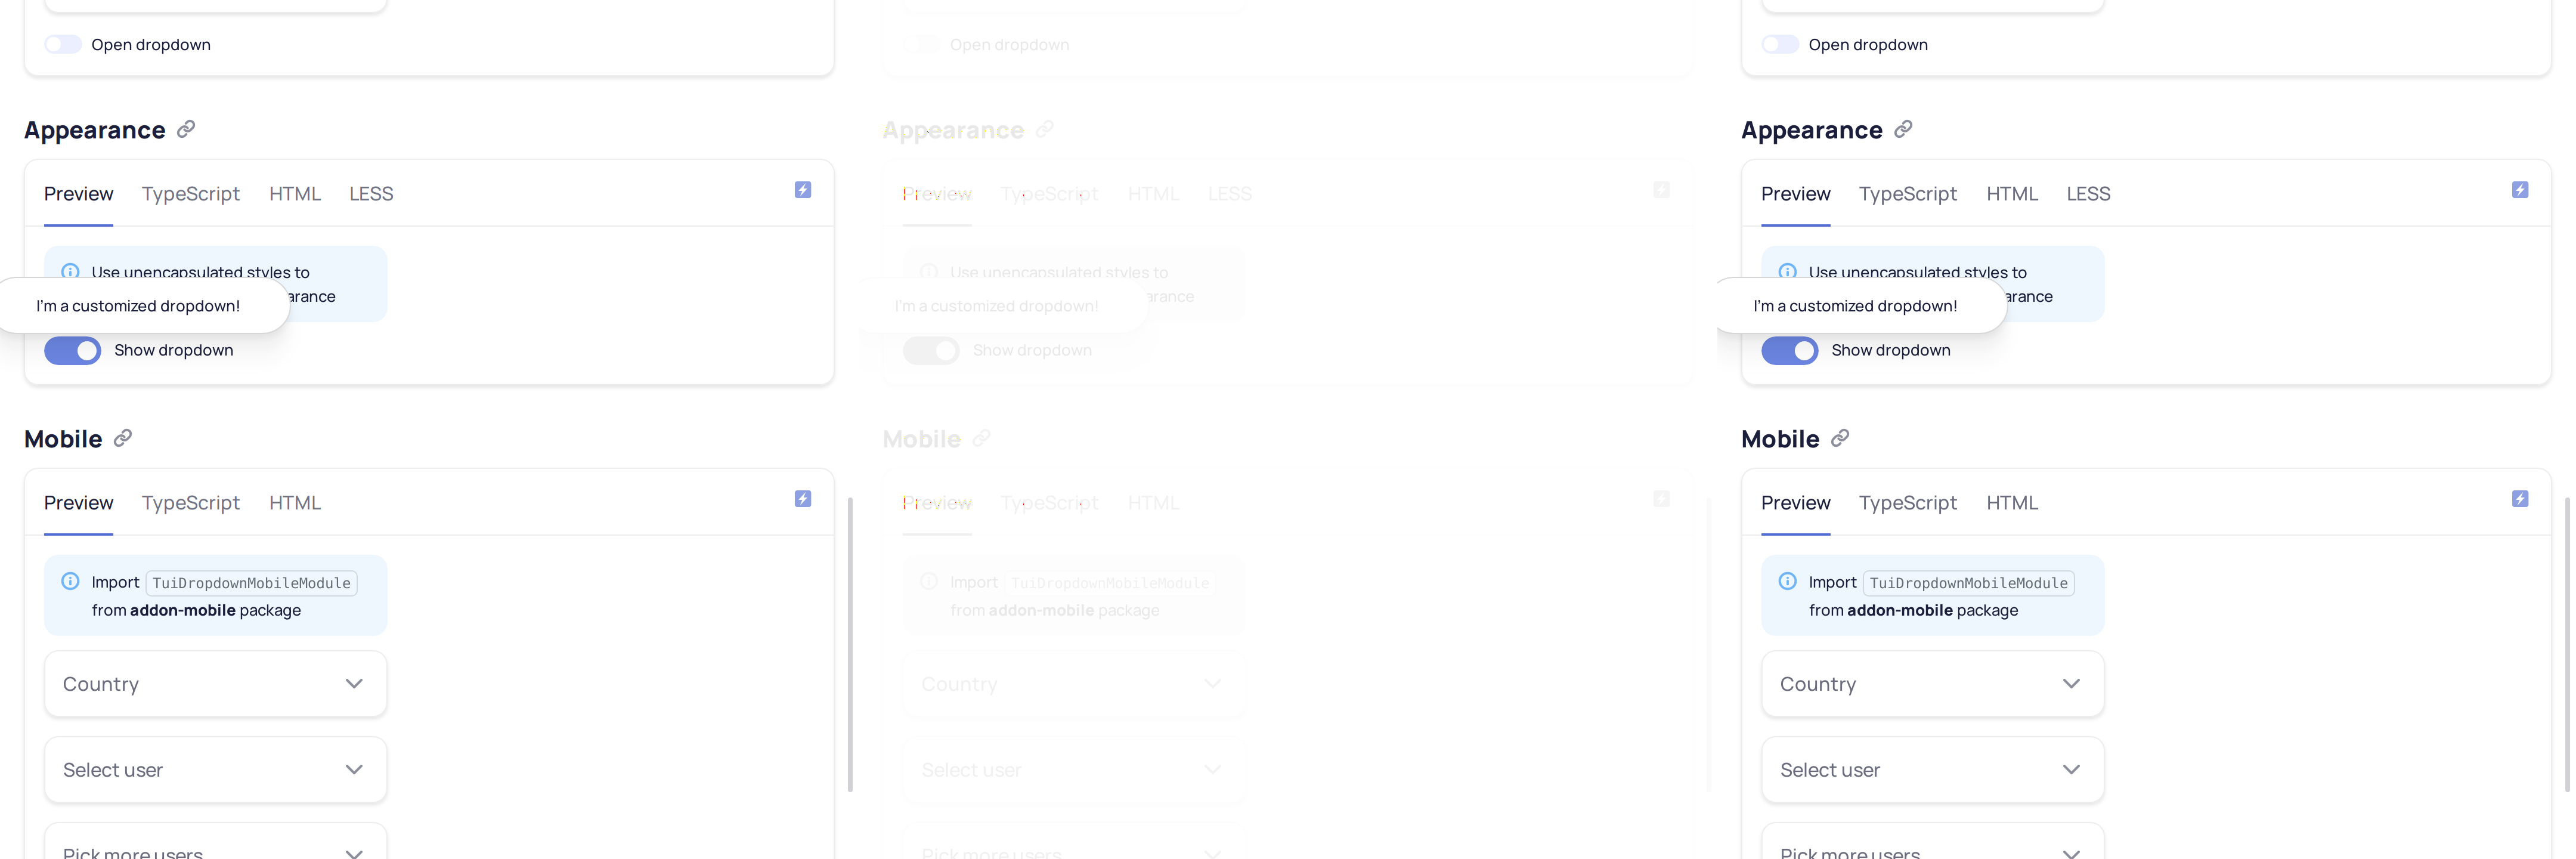 Open dropdown
Appearance
Preview TypeScript HTML LESS
Use unencapsulated styles to
arance
I'm a customized dropdown!
Show dropdown
Mobile
Preview TypeScript HTML
Import TuiDropdownMobileModule
from addon-mobile package
Country
Select user
Pick more users
Open dropdown
Appearance
Preview TypeScript HTML LESS
Use unencapsulated styles to
arance
I'm a customized dropdown!
Show dropdown
Mobile
Preview TypeScript HTML
Import TuiDropdownMobileModule
from addon-mobile package
Country
Select user
Pick more users
Open dropdown
Appearance
Preview TypeScript HTML LESS
Use unencapsulated styles to
arance
I'm a customized dropdown!
Show dropdown
Mobile
Preview TypeScript HTML
Import TuiDropdownMobileModule
from addon-mobile package
Country
Select user
Pick more users